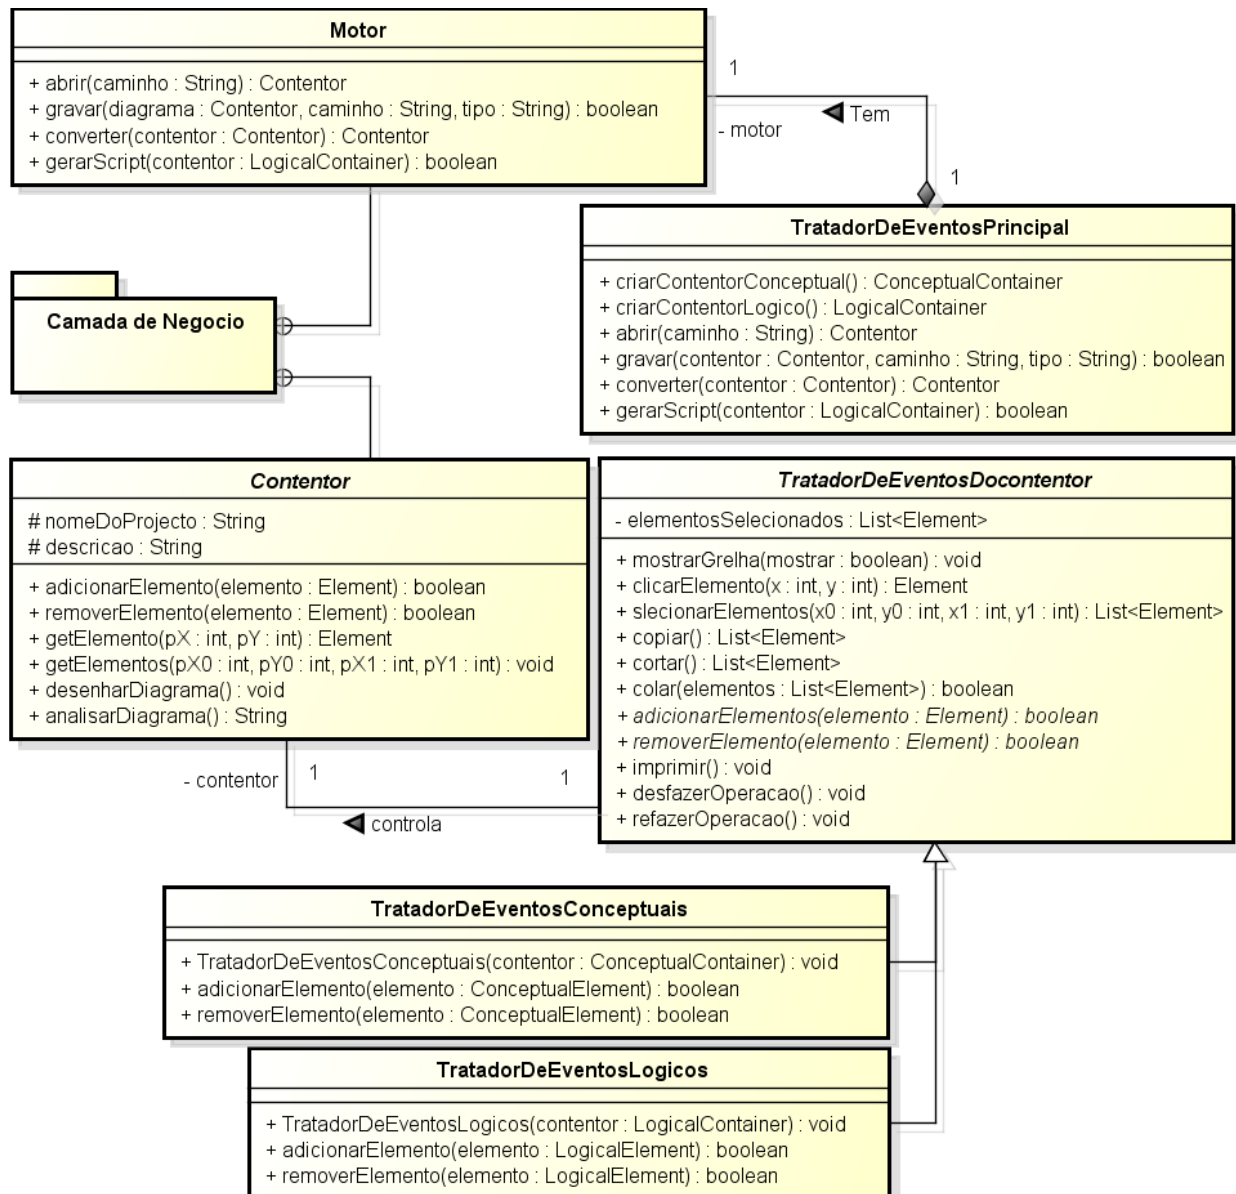 Motor
+ abrir(caminho : String) : Contentor
+ gravar(diagrama : Contentor, caminho : String, tipo : String) : boolean
+ converter(contentor : Contentor) : Contentor
+ gerarScript(contentor : LogicalContainer) : boolean
1
Tem
- motor
1
TratadorDeEventosPrincipal
+ criarContentorConceptual() : ConceptualContainer
+ criarContentorLogico() : LogicalContainer
+ abrir(caminho : String) : Contentor
+ gravar(contentor : Contentor, caminho : String, tipo : String) : boolean
+ converter(contentor : Contentor) : Contentor
+ gerarScript(contentor : LogicalContainer) : boolean
Camada de Negocio
Contentor
# nomeDoProjecto : String
# descricao : String
+ adicionarElemento(elemento : Element) : boolean
+ removerElemento(elemento : Element) : boolean
+ getElemento(pX : int, pY : int) : Element
+ getElementos(pX0 : int, pY0 : int, pX1 : int, pY1 : int) : void
+ desenharDiagrama() : void
+ analisarDiagrama() : String
TratadorDeEventosDocontentor
- elementosSelecionados : List<Element>
+ mostrarGrelha(mostrar : boolean) : void
+ clicarElemento(x : int, y : int) : Element
+ slecionarElementos(x0 : int, y0 : int, x1 : int, y1 : int) : List<Element>
+ copiar() : List<Element>
+ cortar() : List<Element>
+ colar(elementos : List<Element>) : boolean
+ adicionarElementos(elemento : Element) : boolean
+ removerElemento(elemento : Element) : boolean
+ imprimir() : void
+ desfazerOperacao() : void
+ refazerOperacao() : void
- contentor
1
1
controla
TratadorDeEventosConceptuais
+ TratadorDeEventosConceptuais(contentor : ConceptualContainer) : void
+ adicionarElemento(elemento : ConceptualElement) : boolean
+ removerElemento(elemento : ConceptualElement) : boolean
TratadorDeEventosLogicos
+ TratadorDeEventosLogicos(contentor : LogicalContainer) : void
+ adicionarElemento(elemento : LogicalElement) : boolean
+ removerElemento(elemento : LogicalElement) : boolean